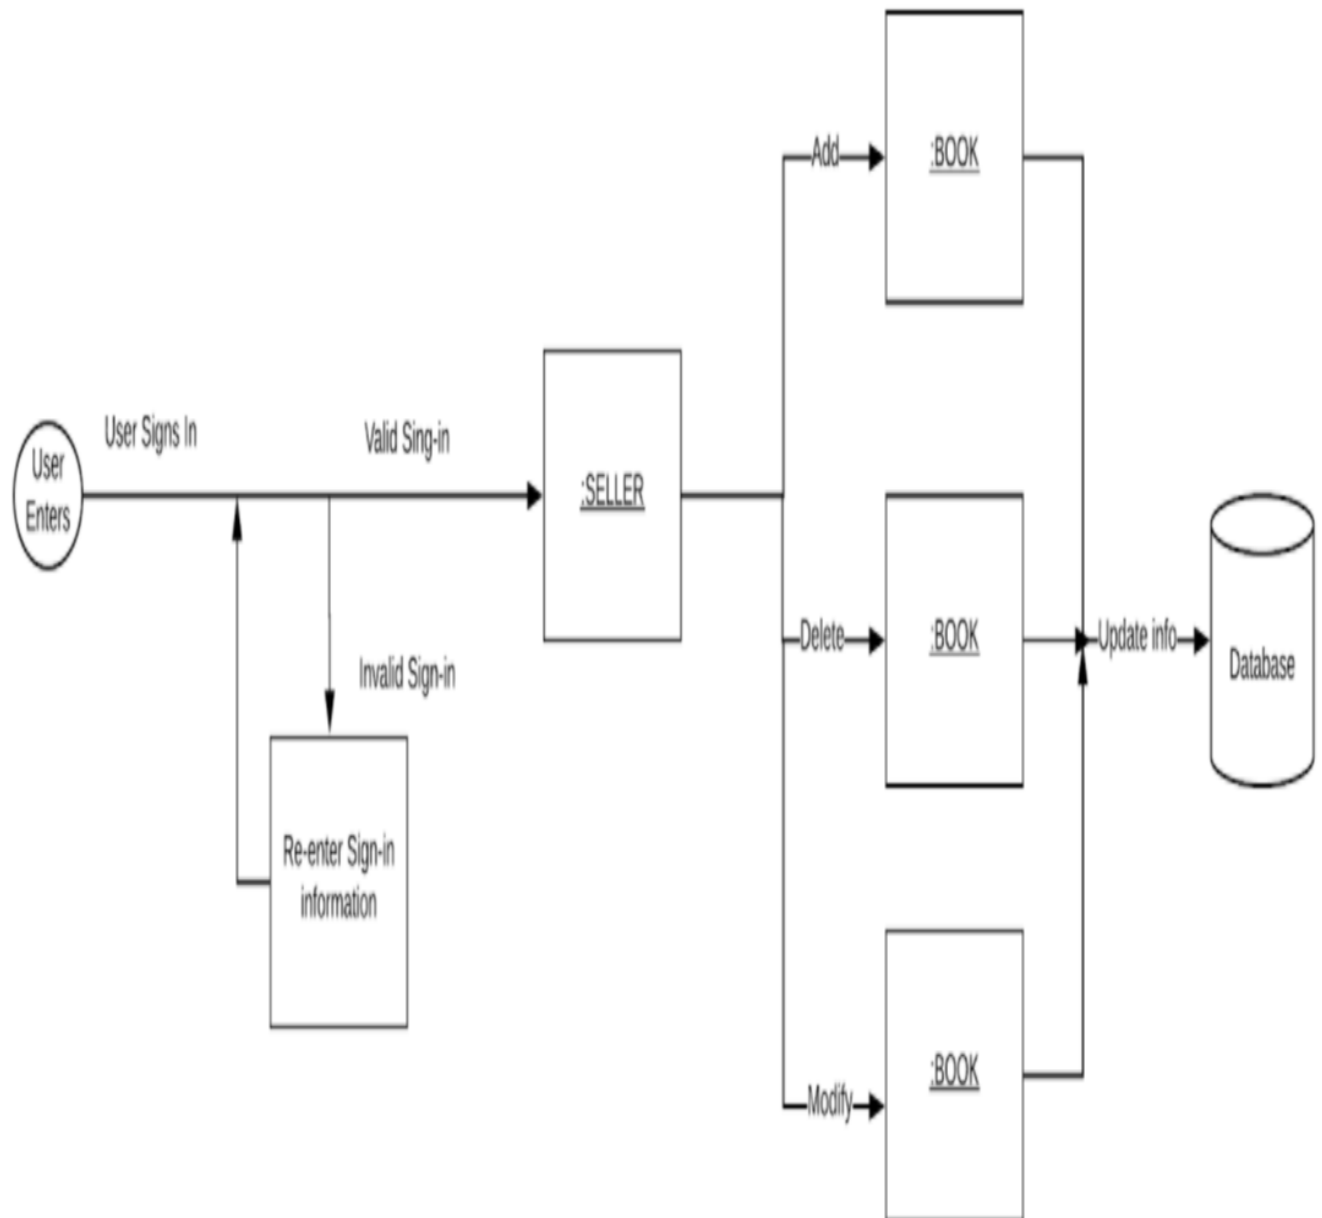 User
Enters
User Signs In
Valid Sing-in
Invalid Sign-in
Re-enter Sign-in
information
:SELLER
Add
:BOOK
Delete
:BOOK
Modify
:BOOK
Update info
Database